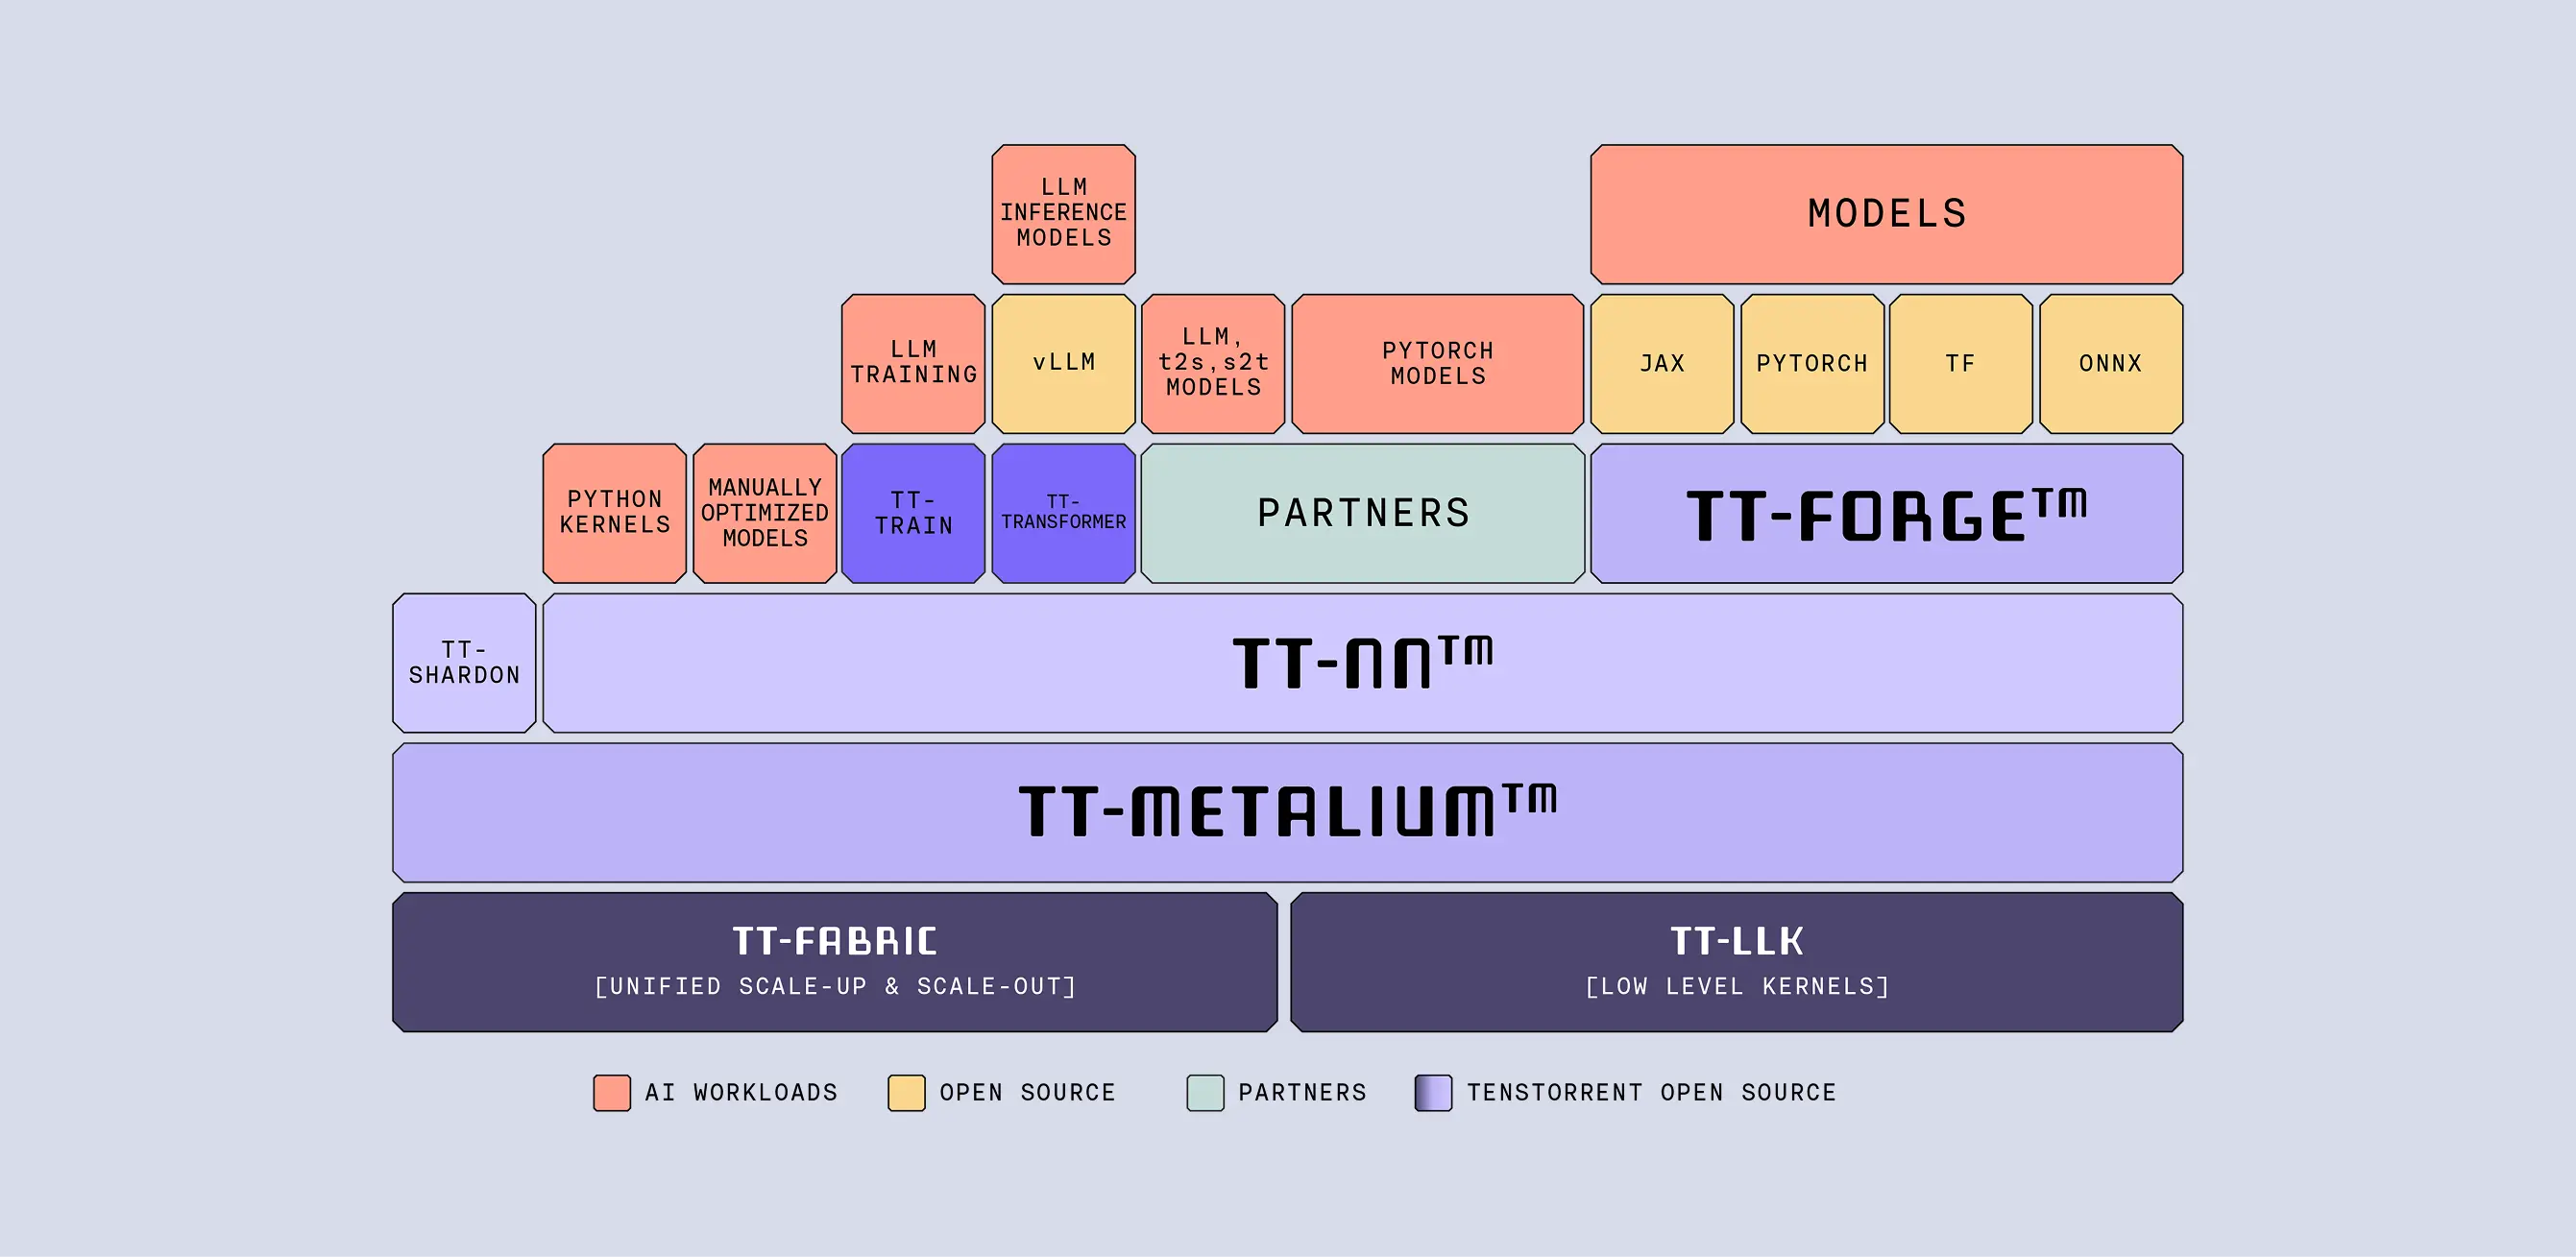 LLM
INFERENCE
MODELS
MODELS
LLM
TRAINING
vLLM
LLM,
t2s,s2t
MODELS
PYTORCH
MODELS
JAX
PYTORCH
TF
ONNX
PYTHON
KERNELS
MANUALLY
OPTIMIZED
MODELS
TT-
TRAIN
TT-
TRANSFORMER
PARTNERS
TT-FORGE™
TT-
SHARDON
TT-NN™
TT-METALIUM™
TT-FABRIC
[UNIFIED SCALE-UP & SCALE-OUT]
TT-LLK
[LOW LEVEL KERNELS]
AI WORKLOADS
OPEN SOURCE
PARTNERS
TENSTORRENT OPEN SOURCE